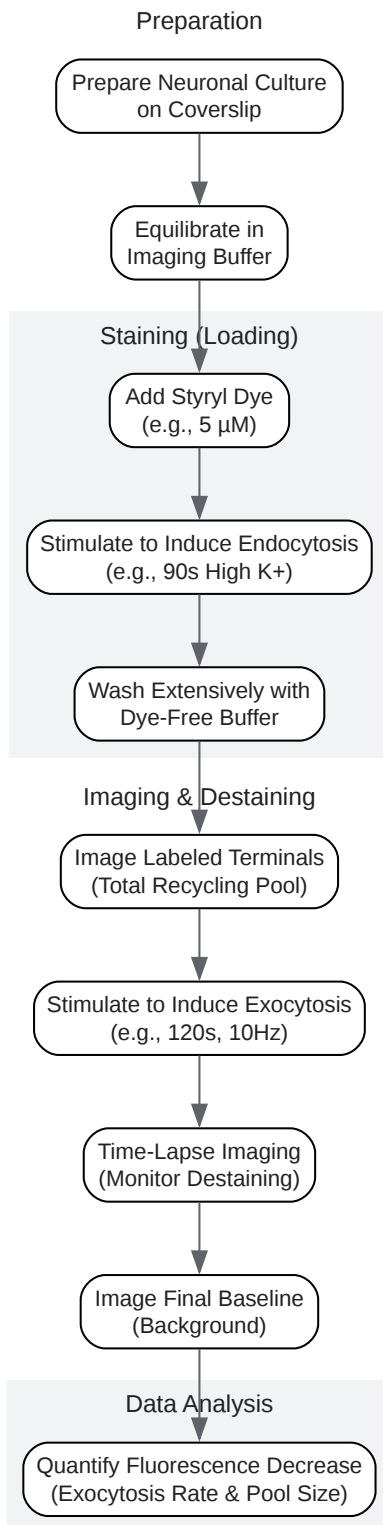 Preparation
Prepare Neuronal Culture
on Coverslip
Equilibrate in
Imaging Buffer
Staining (Loading)
Add Styryl Dye
(e.g., 5 µM)
Stimulate to Induce Endocytosis
(e.g., 90s High K+)
Wash Extensively with
Dye-Free Buffer
Imaging & Destaining
Image Labeled Terminals
(Total Recycling Pool)
Stimulate to Induce Exocytosis
(e.g., 120s, 10Hz)
Time-Lapse Imaging
(Monitor Destaining)
Image Final Baseline
(Background)
Data Analysis
Quantify Fluorescence Decrease
(Exocytosis Rate & Pool Size)